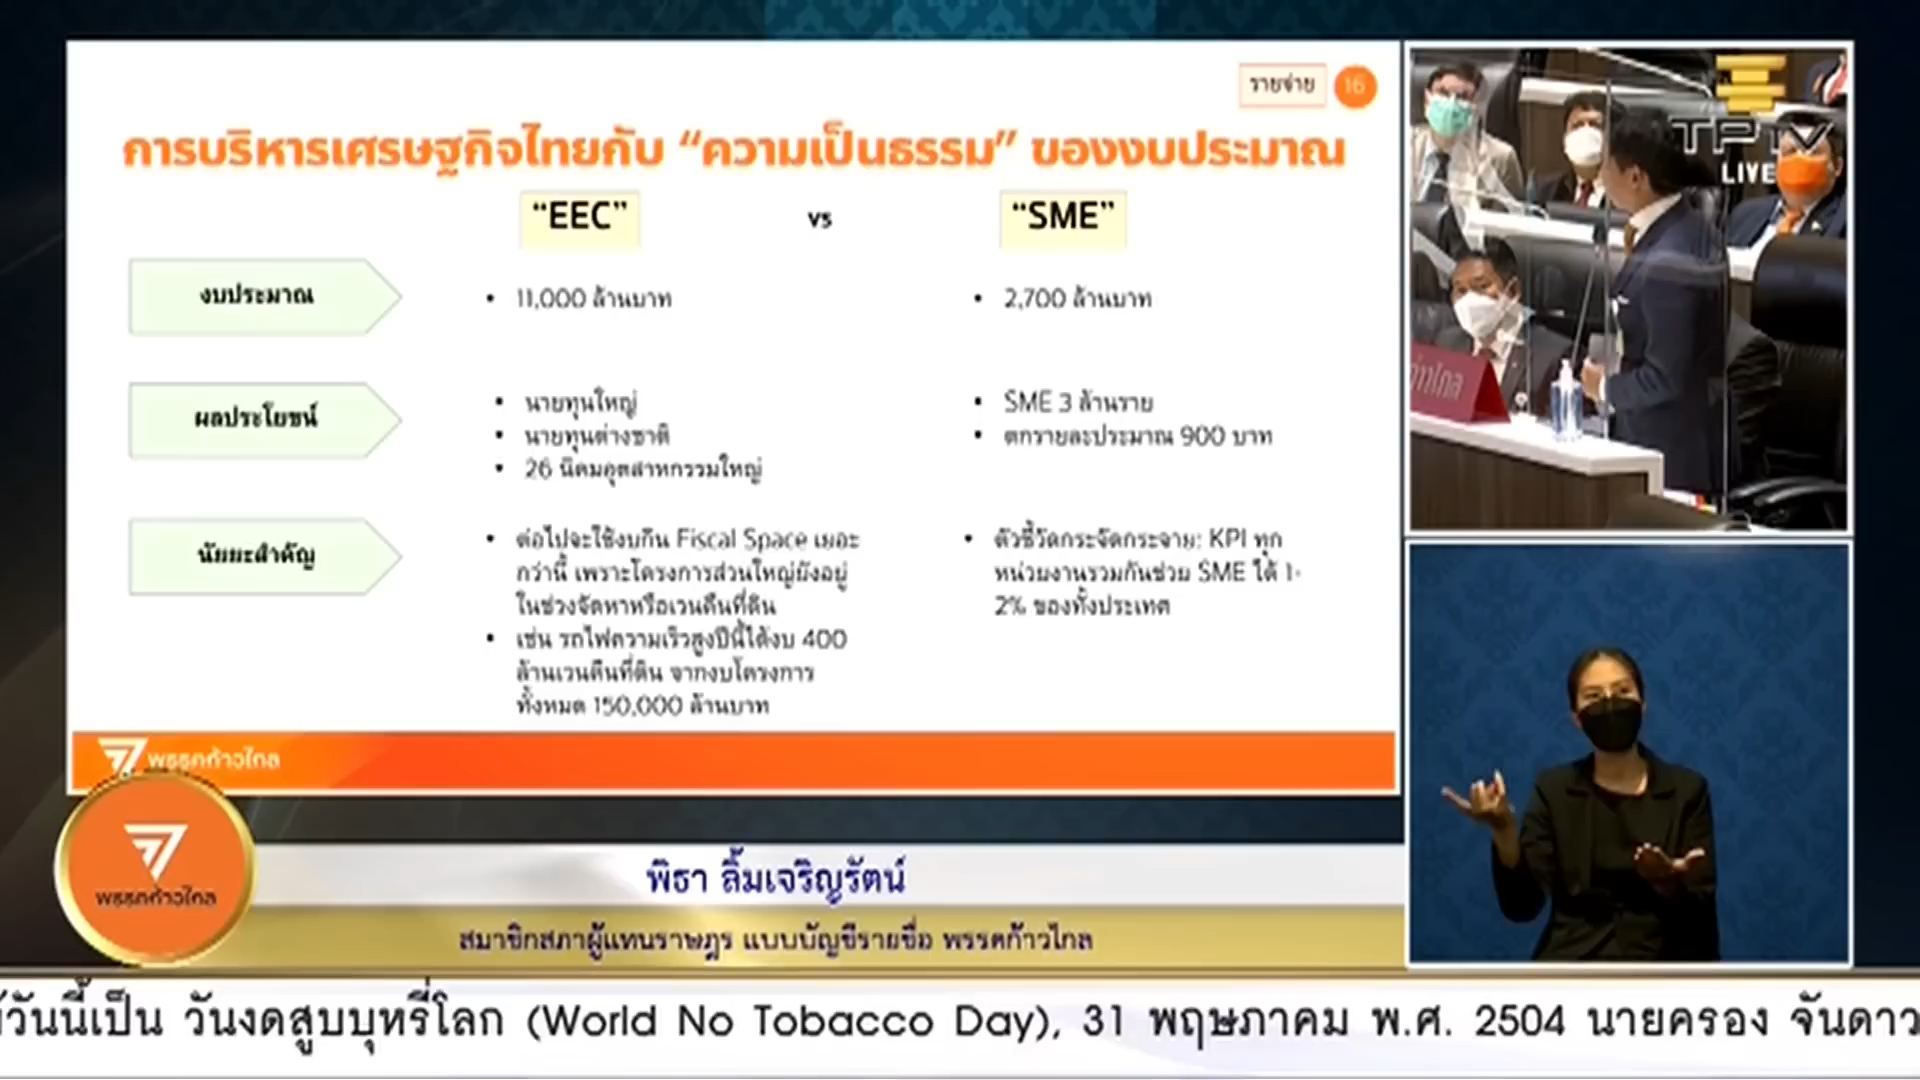 รายจ่าย 16
การบริหารเศรษฐกิจไทยกับ “ความเป็นธรรม” ของงบประมาณ
“EEC” vs “SME”
งบประมาณ
• 11,000 ล้านบาท
• 2,700 ล้านบาท
ผลประโยชน์
• นายทุนใหญ่
• นายทุนต่างชาติ
• 26 นิคมอุตสาหกรรมใหญ่
• SME 3 ล้านราย
• ตกรายละประมาณ 900 บาท
นัยยะสำคัญ
• ต่อไปจะใช้งบกิน Fiscal Space เยอะ
กว่านี้ เพราะโครงการส่วนใหญ่ยังอยู่
ในช่วงจัดหาหรือเวนคืนที่ดิน
• เช่น รถไฟความเร็วสูงปีนี้ได้งบ 400
ล้านเวนคืนที่ดิน จากงบโครงการ
ทั้งหมด 150,000 ล้านบาท
• ตัวชี้วัดกระจัดกระจาย: KPI ทุก
หน่วยงานรวมกันช่วย SME ได้ 1-
2% ของทั้งประเทศ
พรรคก้าวไกล
TPTV
LIVE
ก้าวไกล
พรรคก้าวไกล
พิธา ลิ้มเจริญรัตน์
สมาชิกสภาผู้แทนราษฎร แบบบัญชีรายชื่อ พรรคก้าวไกล
วันนี้เป็น วันงดสูบบุหรี่โลก (World No Tobacco Day), 31 พฤษภาคม พ.ศ. 2504 นายครอง จันดาว